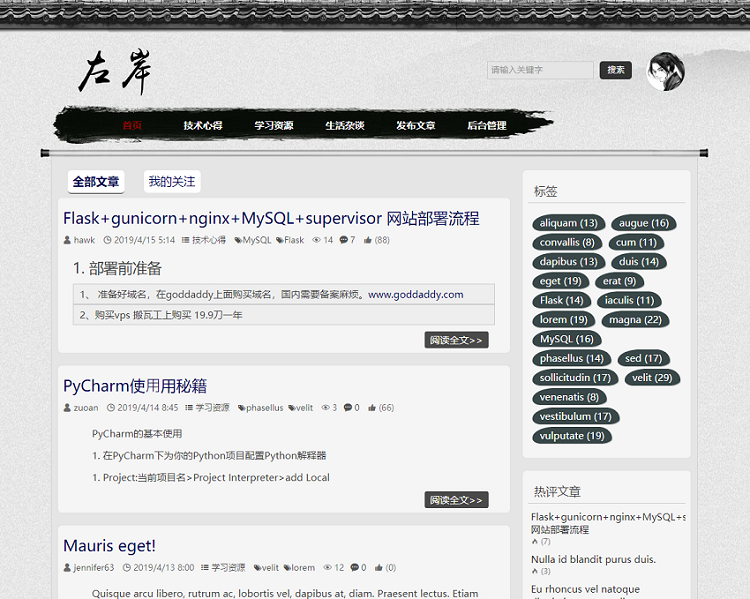 左岸
请输入关键字
搜索
首页 技术心得 学习资源 生活杂谈 发布文章 后台管理
全部文章 我的关注
Flask+gunicorn+nginx+MySQL+supervisor 网站部署流程
hawk 2019/4/15 5:14 技术心得 MySQL Flask 14 7 (88)
1. 部署前准备
1、 准备好域名，在goddaddy上面购买域名，国内需要备案麻烦。www.goddaddy.com
2、购买vps 搬瓦工上购买 19.9刀一年
阅读全文>>
PyCharm使用用秘籍
zuoan 2019/4/14 8:45 学习资源 phasellus velit 3 0 (66)
PyCharm的基本使用
1. 在PyCharm下为你的Python项目配置Python解释器
1. Project:当前项目名>Project Interpreter>add Local
阅读全文>>
Mauris eget!
jennifer63 2019/4/13 8:00 学习资源 velit lorem 12 0 (0)
Quisque arcu libero, rutrum ac, lobortis vel, dapibus at, diam. Praesent lectus. Etiam
标签
aliquam (13) augue (16)
convallis (8) cum (11)
dapibus (13) duis (14)
eget (19) erat (9)
Flask (14) iaculis (11)
lorem (19) magna (22)
MySQL (16)
phasellus (14) sed (17)
sollicitudin (17) velit (29)
venenatis (8)
vestibulum (17)
vulputate (19)
热评文章
Flask+gunicorn+nginx+MySQL+s
网站部署流程
(7)
Nulla id blandit purus duis.
(3)
Eu rhoncus vel natoque